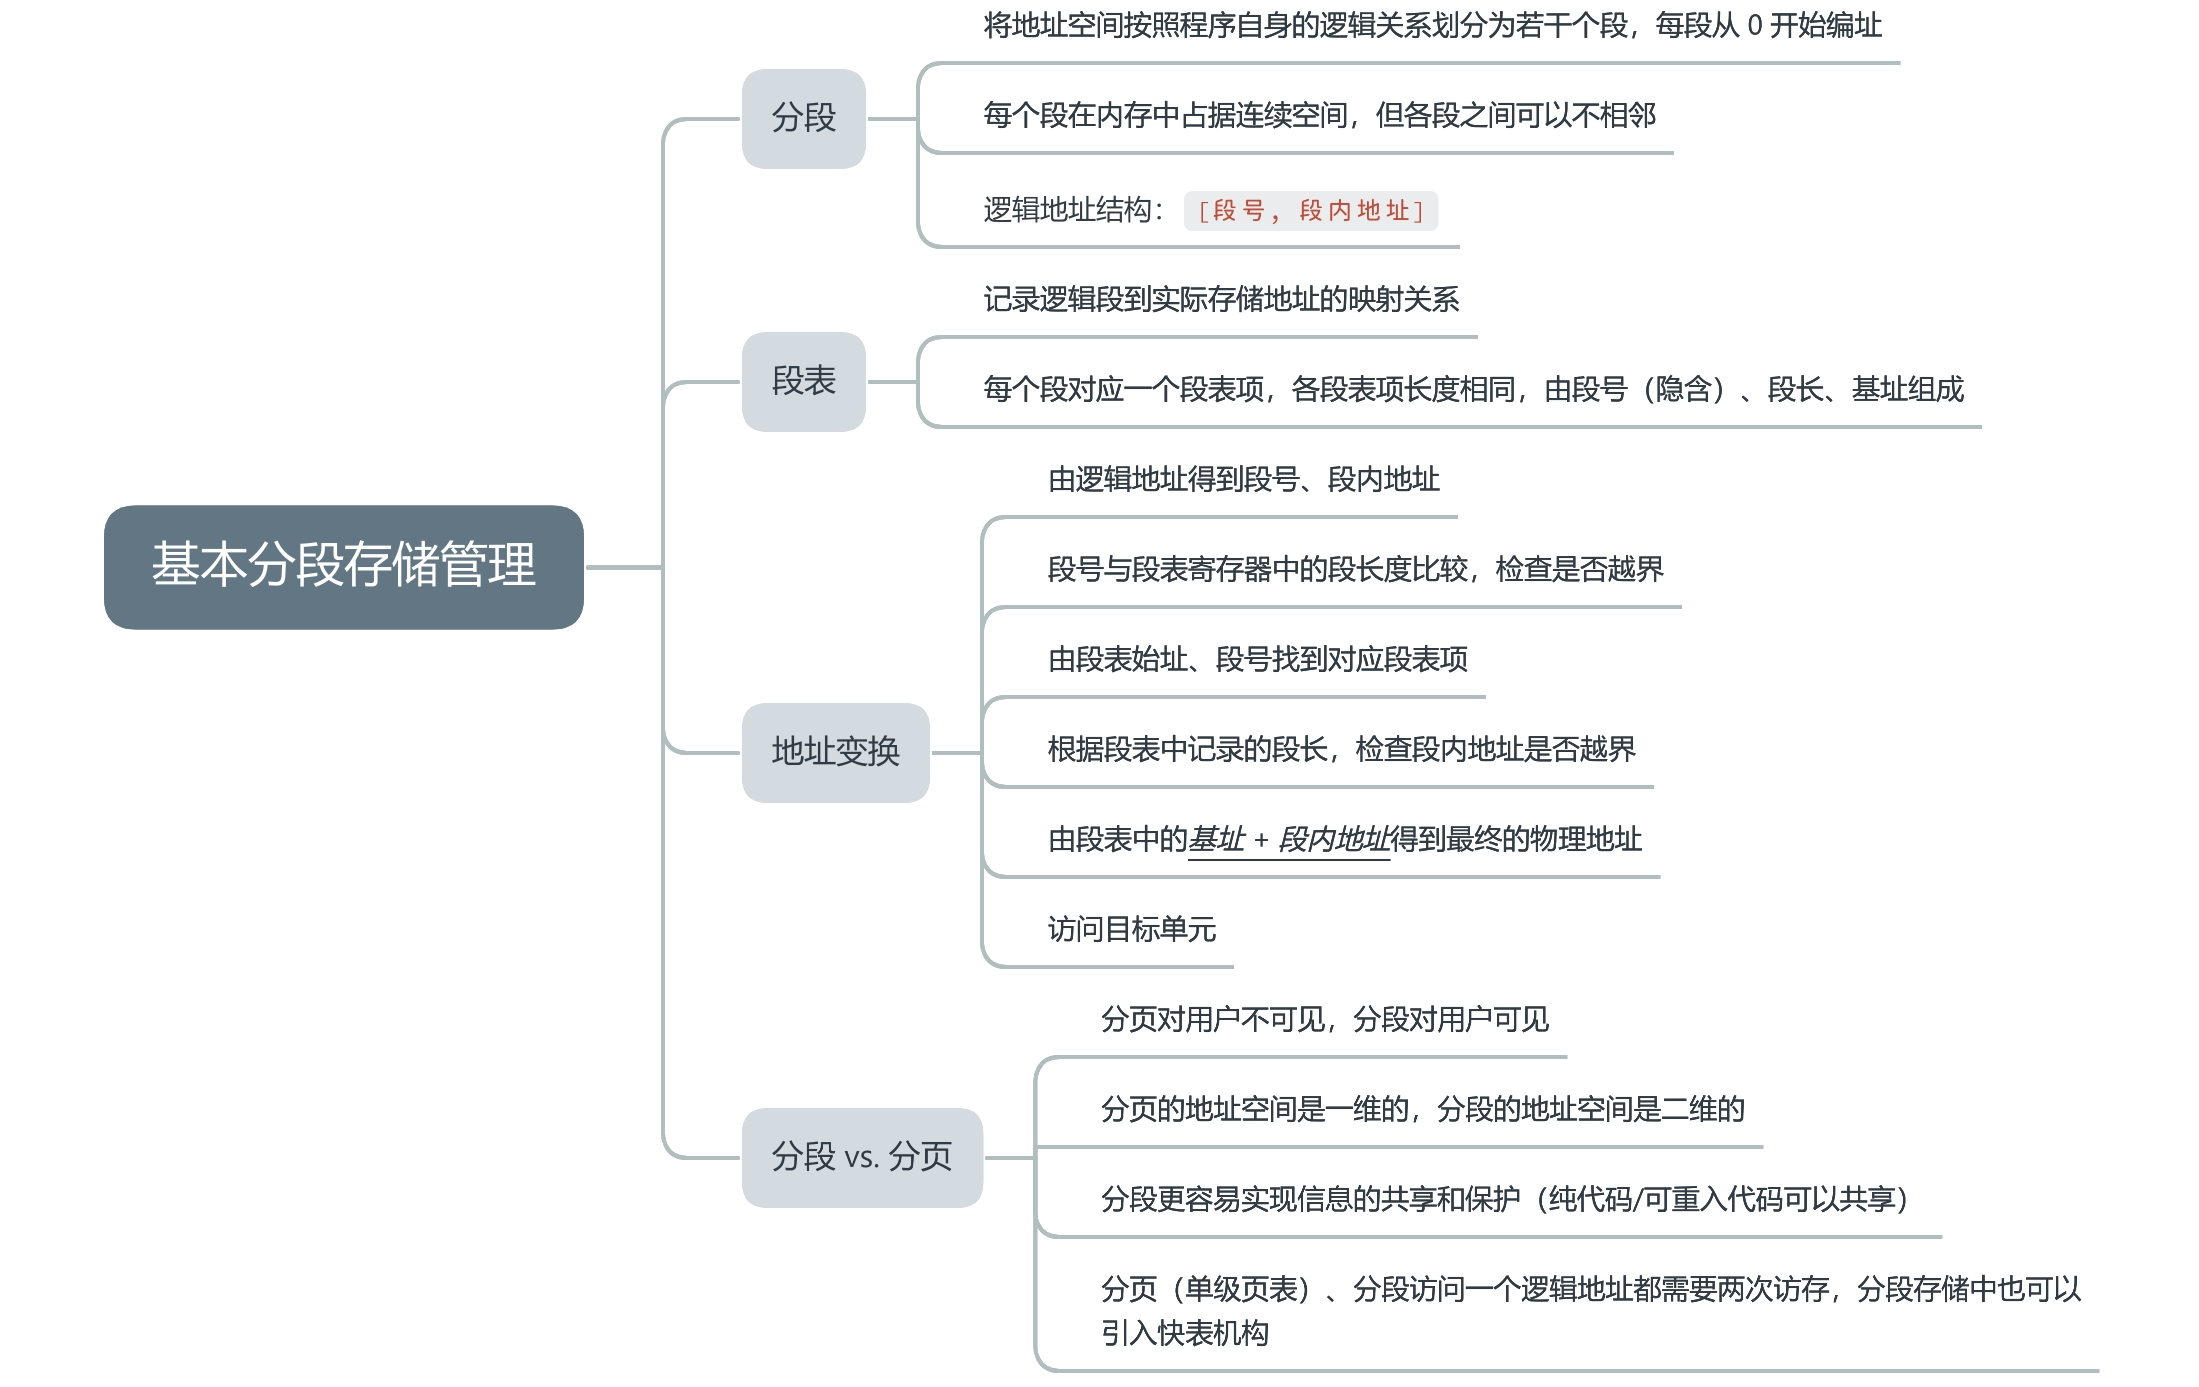 将地址空间按照程序自身的逻辑关系划分为若干个段，每段从 0 开始编址
分段
每个段在内存中占据连续空间，但各段之间可以不相邻
逻辑地址结构： [段号，段内地址]
记录逻辑段到实际存储地址的映射关系
段表
每个段对应一个段表项，各段表项长度相同，由段号（隐含）、段长、基址组成
由逻辑地址得到段号、段内地址
基本分段存储管理
段号与段表寄存器中的段长度比较，检查是否越界
由段表始址、段号找到对应段表项
地址变换
根据段表中记录的段长，检查段内地址是否越界
由段表中的基址 + 段内地址得到最终的物理地址
访问目标单元
分页对用户不可见，分段对用户可见
分页的地址空间是一维的，分段的地址空间是二维的
分段 vs. 分页
分段更容易实现信息的共享和保护（纯代码/可重入代码可以共享）
分页（单级页表）、分段访问一个逻辑地址都需要两次访存，分段存储中也可以
引入快表机构